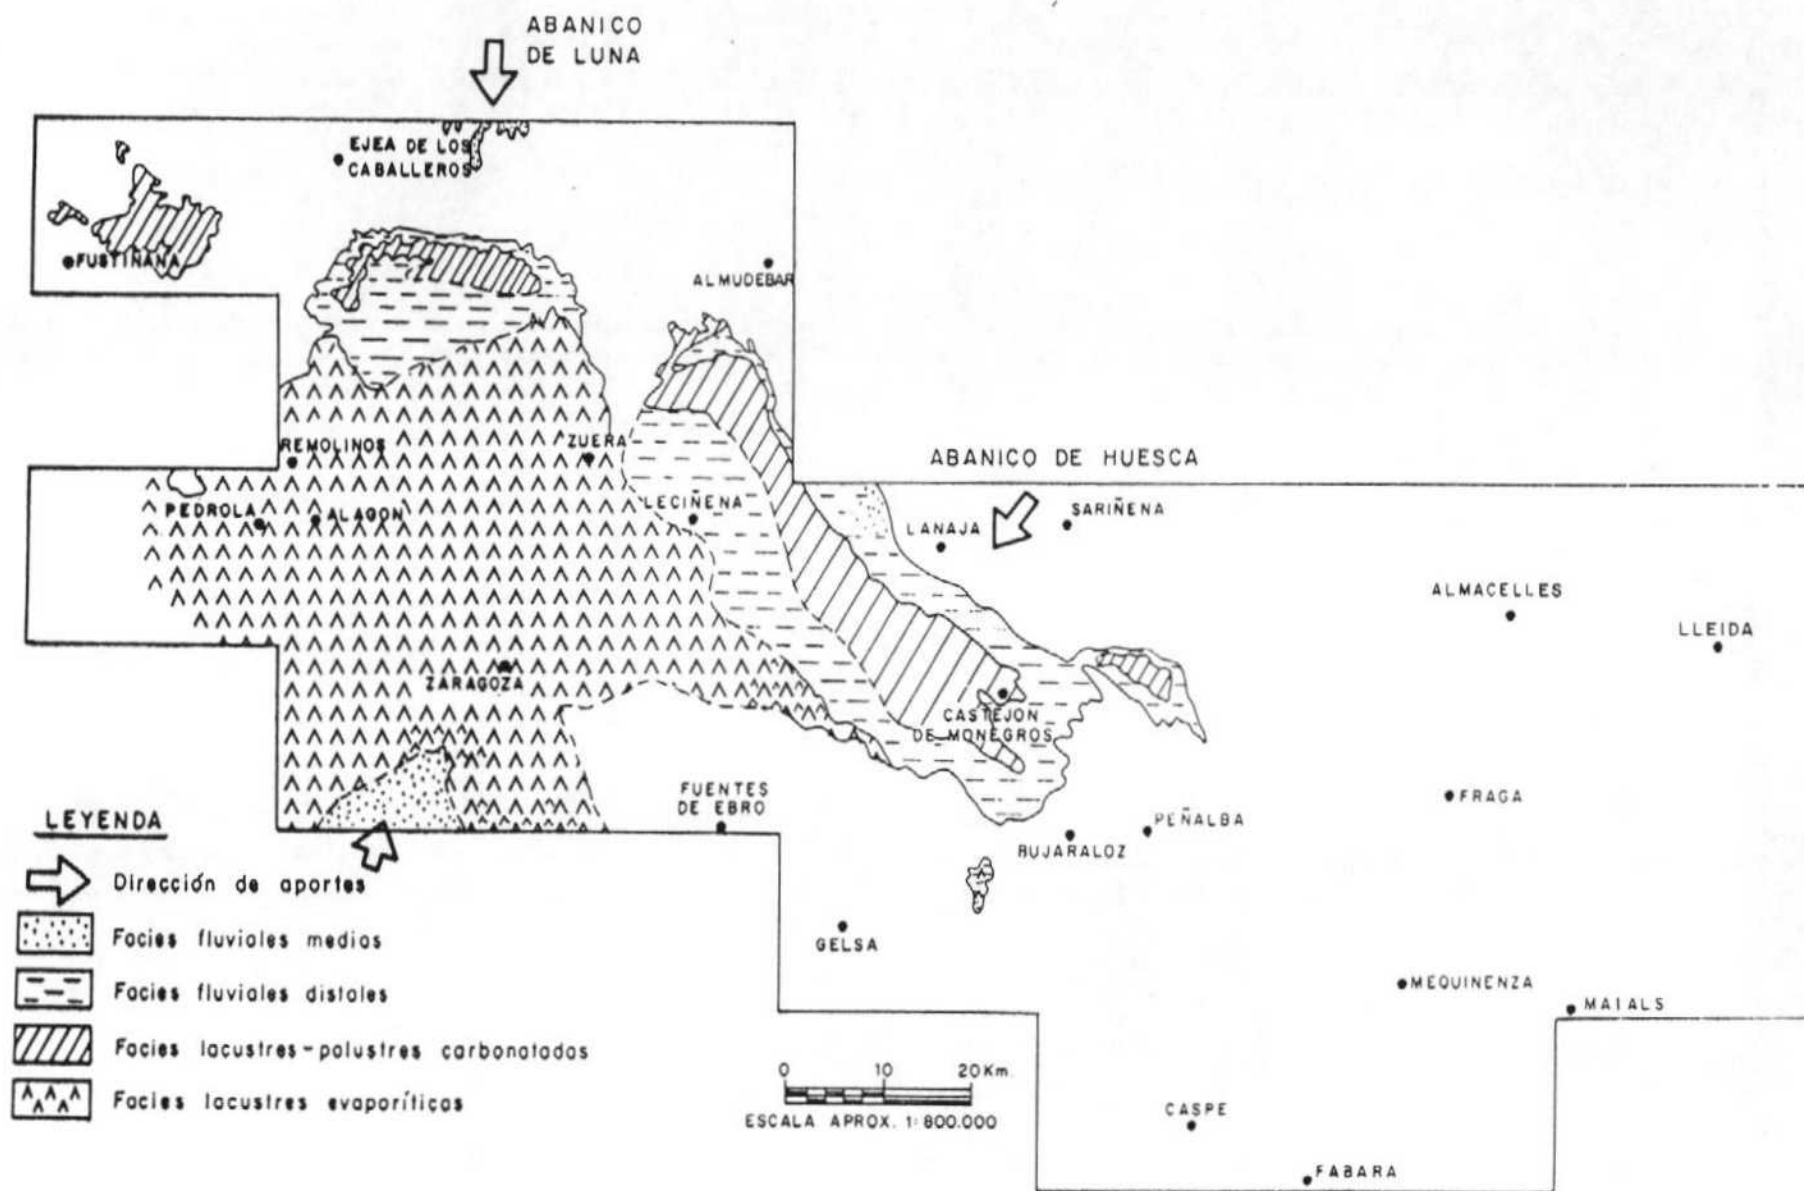 ABANICO
DE LUNA
EJEA DE LOS
CABALLEROS
FUSTIÑANA
ALMUDEBAR
REMOLINOS
ZUERA
ABANICO DE HUESCA
PEDROLA
ALAGON
LECIÑENA
LANAJA
SARIÑENA
ALMACELLES
LLEIDA
ZARAGOZA
CASTEJON
DE MONEGROS
FUENTES
DE EBRO
FRAGA
PEÑALBA
BUJARALOZ
GELSA
MEQUINENZA
MAIALS
CASPE
FABARA
LEYENDA
Dirección de aportes
Facies fluviales medias
Facies fluviales distales
Facies lacustres-palustres carbonatadas
Facies lacustres evaporíticas
0 10 20 Km.
ESCALA APROX. 1:800.000